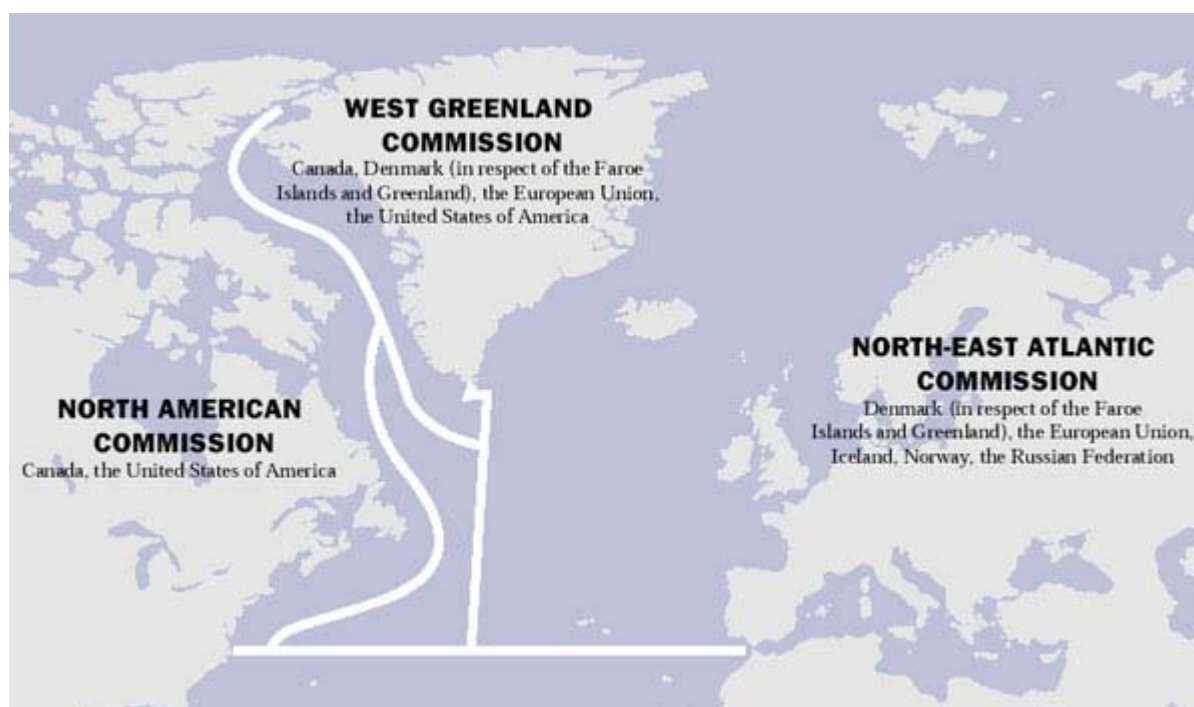 WEST GREENLAND
COMMISSION
Canada, Denmark (in respect of the Faroe
Islands and Greenland), the European Union,
the United States of America
NORTH AMERICAN
COMMISSION
Canada, the United States of America
NORTH-EAST ATLANTIC
COMMISSION
Denmark (in respect of the Faroe
Islands and Greenland), the European Union,
Iceland, Norway, the Russian Federation